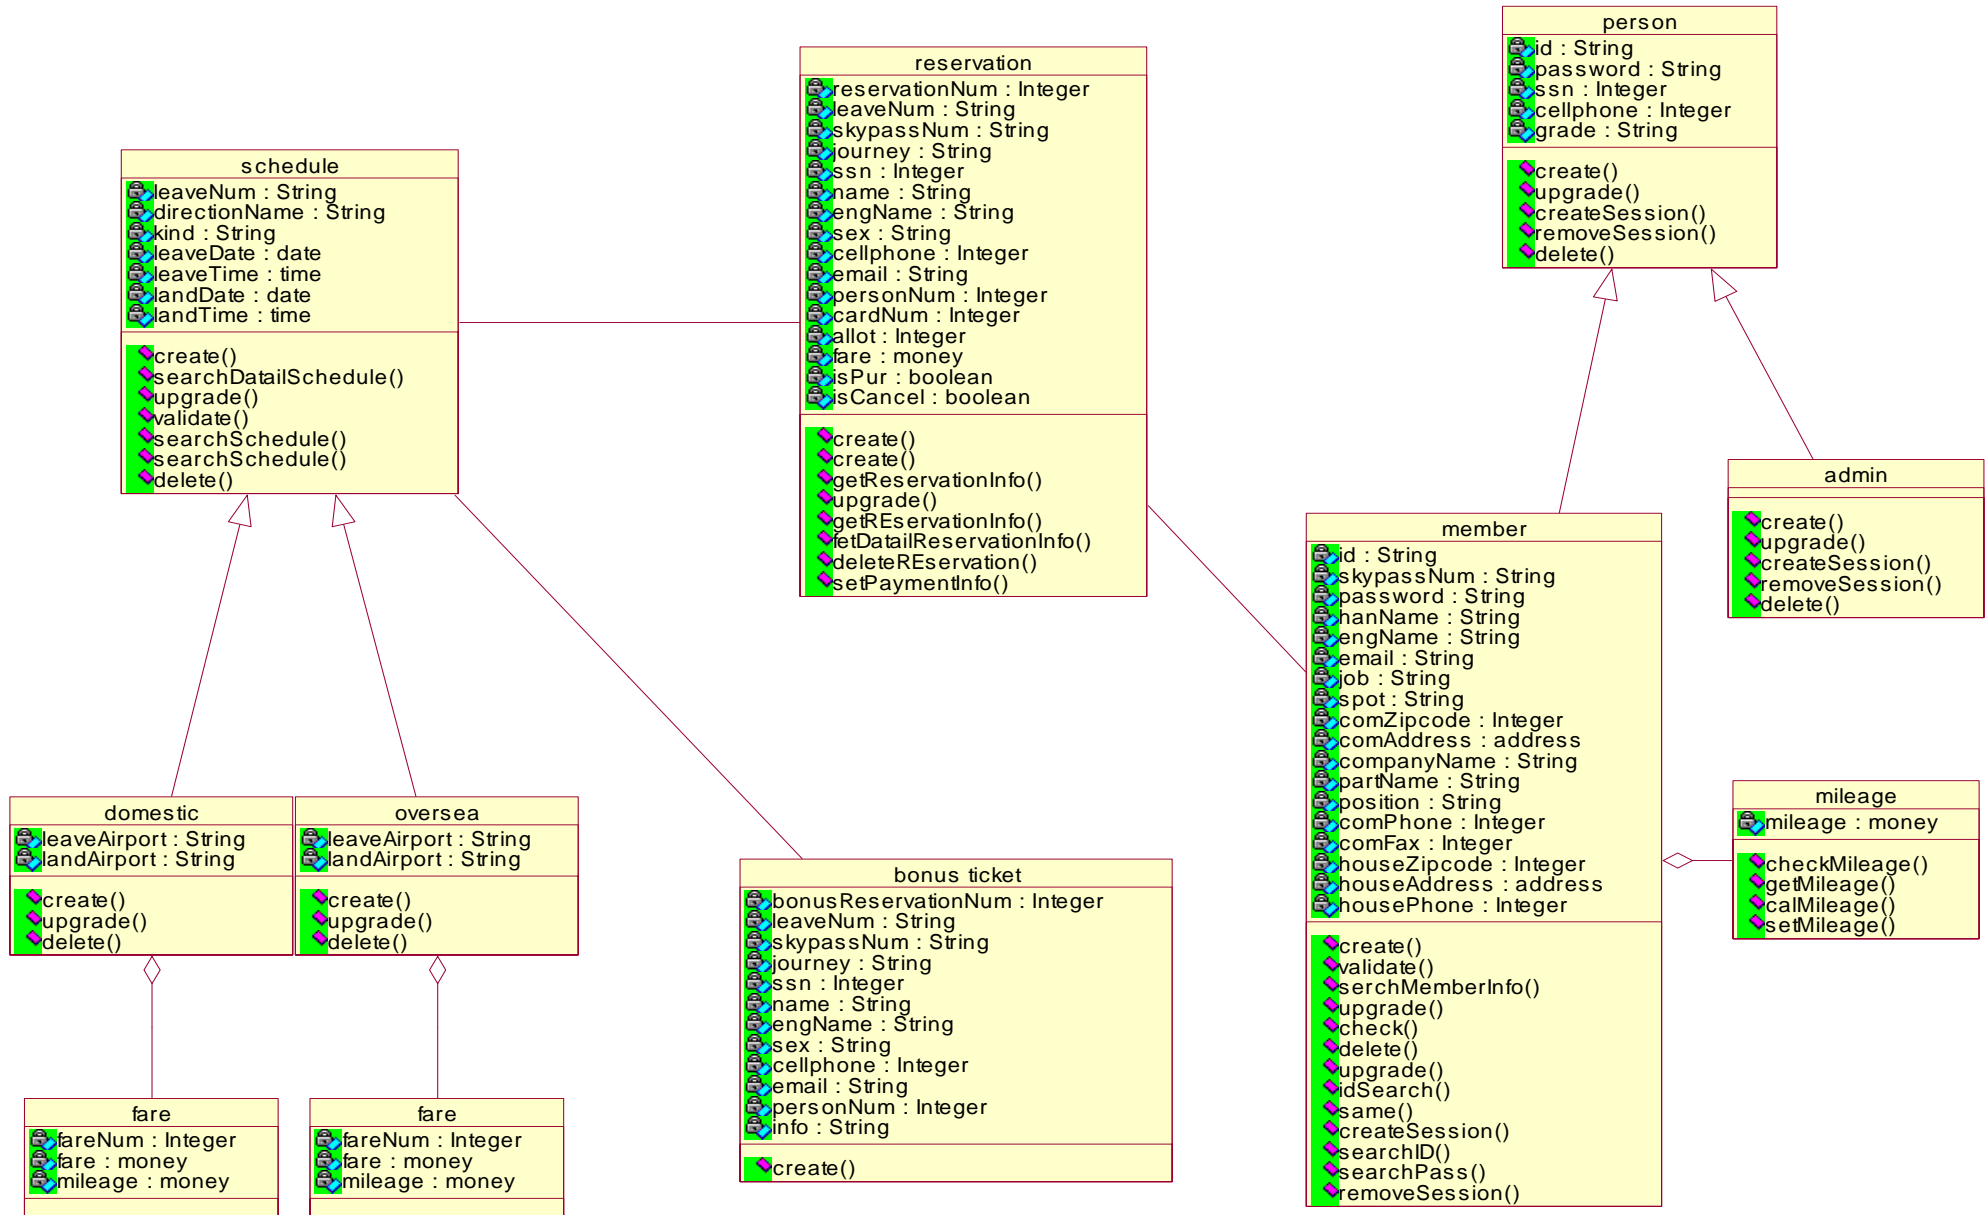 person
id : String
password : String
ssn : Integer
cellphone : Integer
grade : String
create()
upgrade()
createSession()
removeSession()
delete()
reservation
reservationNum : Integer
leaveNum : String
skypassNum : String
journey : String
ssn : Integer
name : String
engName : String
sex : String
cellphone : Integer
email : String
personNum : Integer
cardNum : Integer
allot : Integer
fare : money
isPur : boolean
isCancel : boolean
create()
create()
getReservationInfo()
upgrade()
getREservationInfo()
fetDatailReservationInfo()
deleteREservation()
setPaymentInfo()
schedule
leaveNum : String
directionName : String
kind : String
leaveDate : date
leaveTime : time
landDate : date
landTime : time
create()
searchDatailSchedule()
upgrade()
validate()
searchSchedule()
searchSchedule()
delete()
admin
create()
upgrade()
createSession()
removeSession()
delete()
member
id : String
skypassNum : String
password : String
hanName : String
engName : String
email : String
job : String
spot : String
comZipcode : Integer
comAddress : address
companyName : String
partName : String
position : String
comPhone : Integer
comFax : Integer
houseZipcode : Integer
houseAddress : address
housePhone : Integer
create()
validate()
serchMemberInfo()
upgrade()
check()
delete()
upgrade()
idSearch()
same()
createSession()
searchID()
searchPass()
removeSession()
mileage
mileage : money
checkMileage()
getMileage()
calMileage()
setMileage()
domestic
leaveAirport : String
landAirport : String
create()
upgrade()
delete()
oversea
leaveAirport : String
landAirport : String
create()
upgrade()
delete()
bonus ticket
bonusReservationNum : Integer
leaveNum : String
skypassNum : String
journey : String
ssn : Integer
name : String
engName : String
sex : String
cellphone : Integer
email : String
personNum : Integer
info : String
create()
fare
fareNum : Integer
fare : money
mileage : money
fare
fareNum : Integer
fare : money
mileage : money